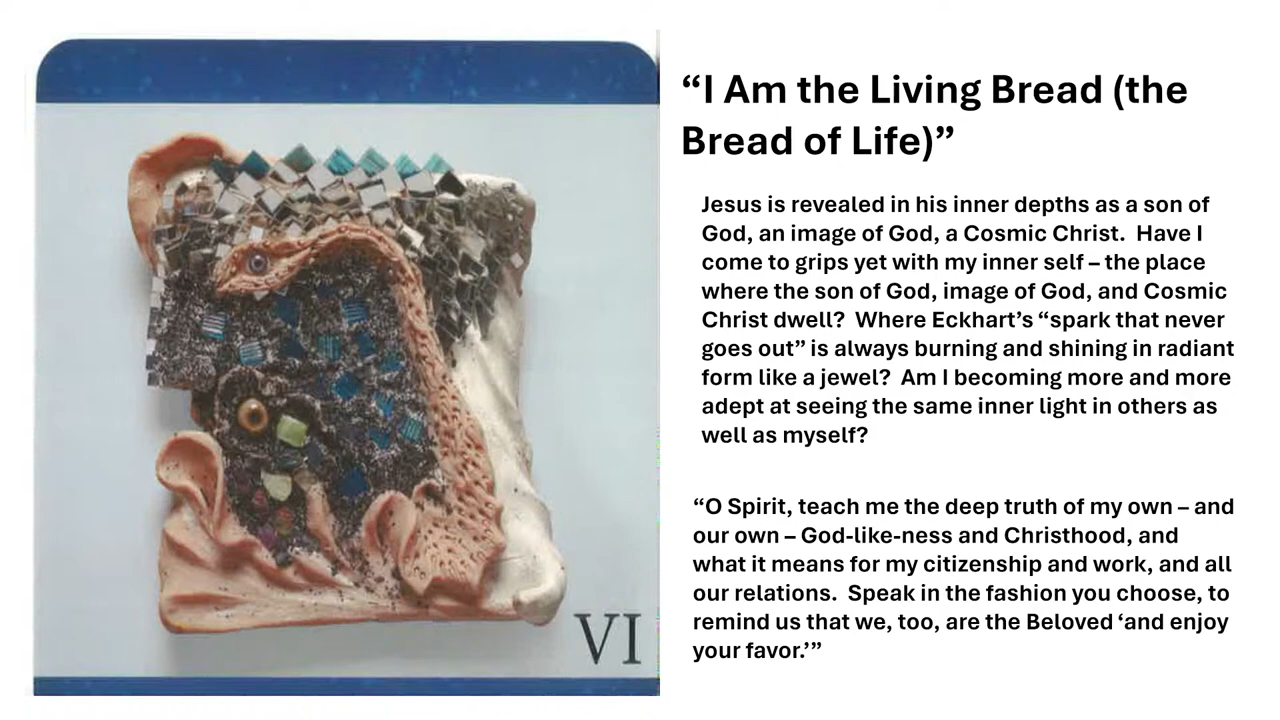 “I Am the Living Bread (the
Bread of Life)”
Jesus is revealed in his inner depths as a son of
God, an image of God, a Cosmic Christ.  Have I
come to grips yet with my inner self – the place
where the son of God, image of God, and Cosmic
Christ dwell?  Where Eckhart’s “spark that never
goes out” is always burning and shining in radiant
form like a jewel?  Am I becoming more and more
adept at seeing the same inner light in others as
well as myself?
“O Spirit, teach me the deep truth of my own – and
our own – God-like-ness and Christhood, and
what it means for my citizenship and work, and all
our relations.  Speak in the fashion you choose, to
remind us that we, too, are the Beloved ‘and enjoy
your favor.’”
VI